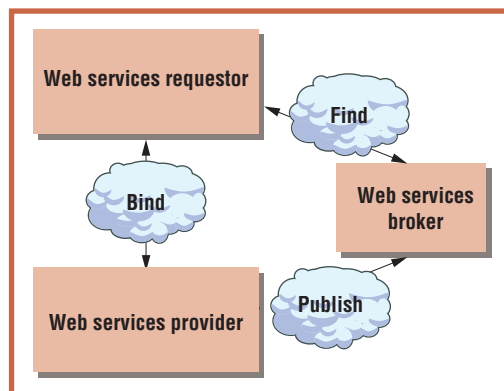 Web services requestor
Find
Bind
Web services
broker
Web services provider
Publish